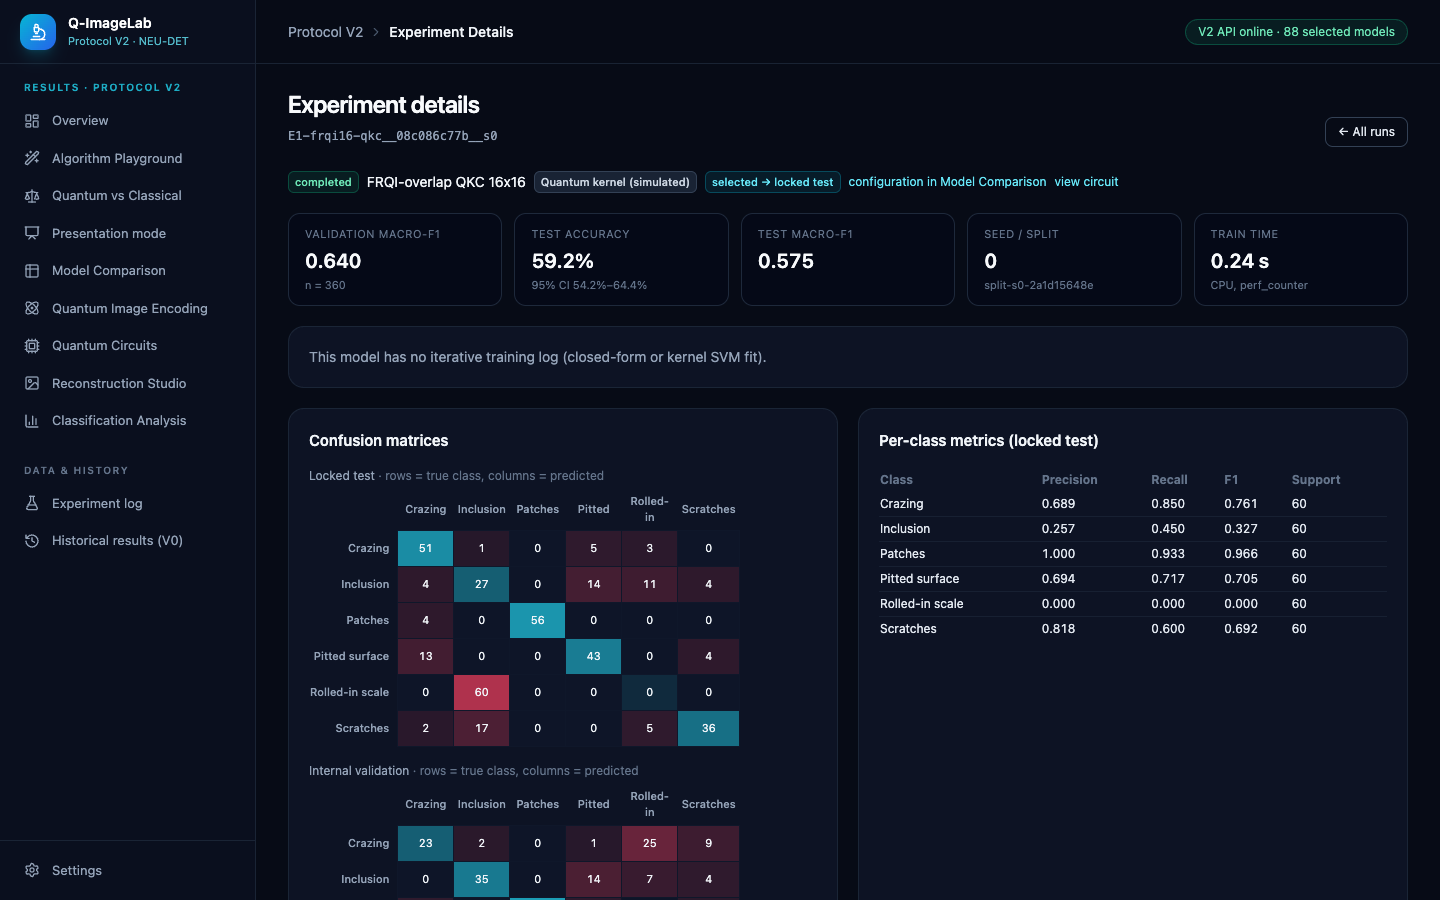 Q-ImageLab
Protocol V2 · NEU-DET
Protocol V2 > Experiment Details
V2 API online · 88 selected models
RESULTS · PROTOCOL V2
Overview
Algorithm Playground
Quantum vs Classical
Presentation mode
Model Comparison
Quantum Image Encoding
Quantum Circuits
Reconstruction Studio
Classification Analysis
DATA & HISTORY
Experiment log
Historical results (V0)
Settings
Experiment details
E1-frqi16-qkc__08c086c77b__s0
← All runs
completed FRQI-overlap QKC 16x16 Quantum kernel (simulated) selected → locked test configuration in Model Comparison view circuit
VALIDATION MACRO-F1
0.640
n = 360
TEST ACCURACY
59.2%
95% CI 54.2%–64.4%
TEST MACRO-F1
0.575
SEED / SPLIT
0
split-s0-2a1d15648e
TRAIN TIME
0.24 s
CPU, perf_counter
This model has no iterative training log (closed-form or kernel SVM fit).
Confusion matrices
Locked test · rows = true class, columns = predicted
Crazing Inclusion Patches Pitted Rolled-in Scratches
Crazing 51 1 0 5 3 0
Inclusion 4 27 0 14 11 4
Patches 4 0 56 0 0 0
Pitted surface 13 0 0 43 0 4
Rolled-in scale 0 60 0 0 0 0
Scratches 2 17 0 0 5 36
Internal validation · rows = true class, columns = predicted
Crazing Inclusion Patches Pitted Rolled-in Scratches
Crazing 23 2 0 1 25 9
Inclusion 0 35 0 14 7 4
Per-class metrics (locked test)
Class Precision Recall F1 Support
Crazing 0.689 0.850 0.761 60
Inclusion 0.257 0.450 0.327 60
Patches 1.000 0.933 0.966 60
Pitted surface 0.694 0.717 0.705 60
Rolled-in scale 0.000 0.000 0.000 60
Scratches 0.818 0.600 0.692 60